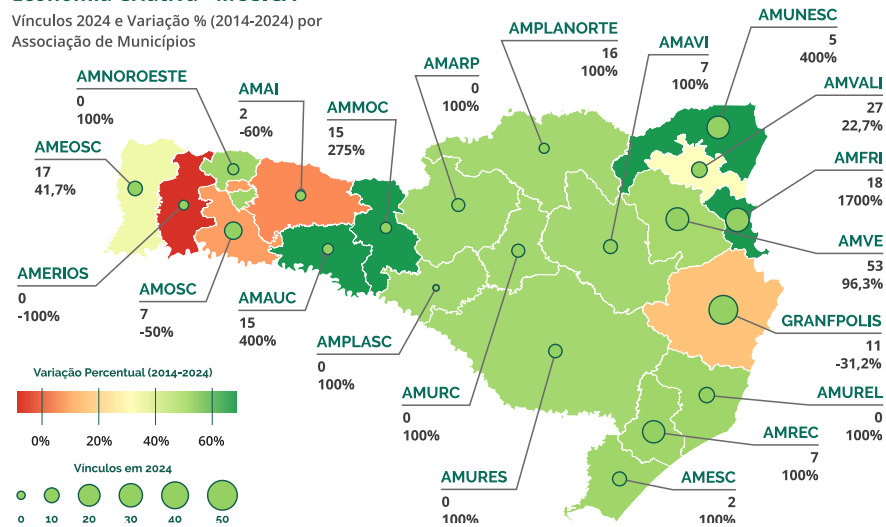 Vínculos 2024 e Variação % (2014-2024) por
Associação de Municípios
AMNOROESTE
0
100%
AMEOSC
17
41,7%
AMAI
2
-60%
AMMOC
15
275%
AMARP
0
100%
AMPLANORTE
16
100%
AMAVI
7
100%
AMUNESC
5
400%
AMVALI
27
22,7%
AMFRI
18
1700%
AMVE
53
96,3%
GRANFPOLIS
11
-31,2%
AMUREL
0
100%
AMREC
7
100%
AMESC
2
100%
AMURES
0
100%
AMURC
0
100%
AMPLASC
0
100%
AMAUC
15
400%
AMOSC
7
-50%
AMERIOS
0
-100%
Variação Percentual (2014-2024)
0% 20% 40% 60%
Vínculos em 2024
0 10 20 30 40 50